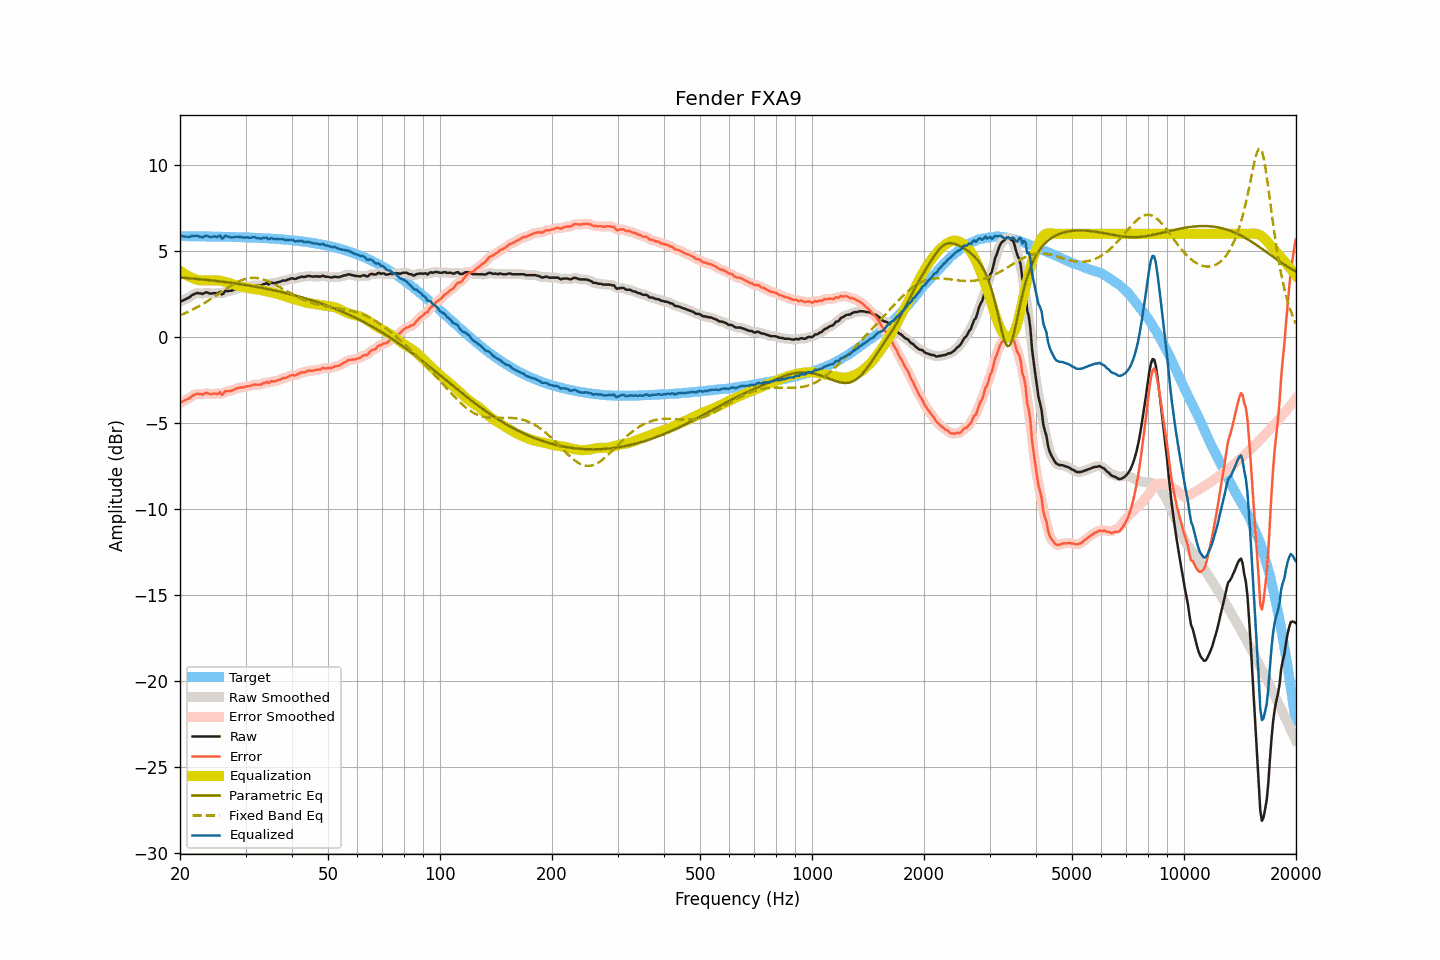 Fender FXA9
Amplitude (dBr)
10
5
0
−5
−10
−15
−20
−25
−30
Target
Raw Smoothed
Error Smoothed
Raw
Error
Equalization
Parametric Eq
Fixed Band Eq
Equalized
20 50 100 200 500 1000 2000 5000 10000 20000
Frequency (Hz)